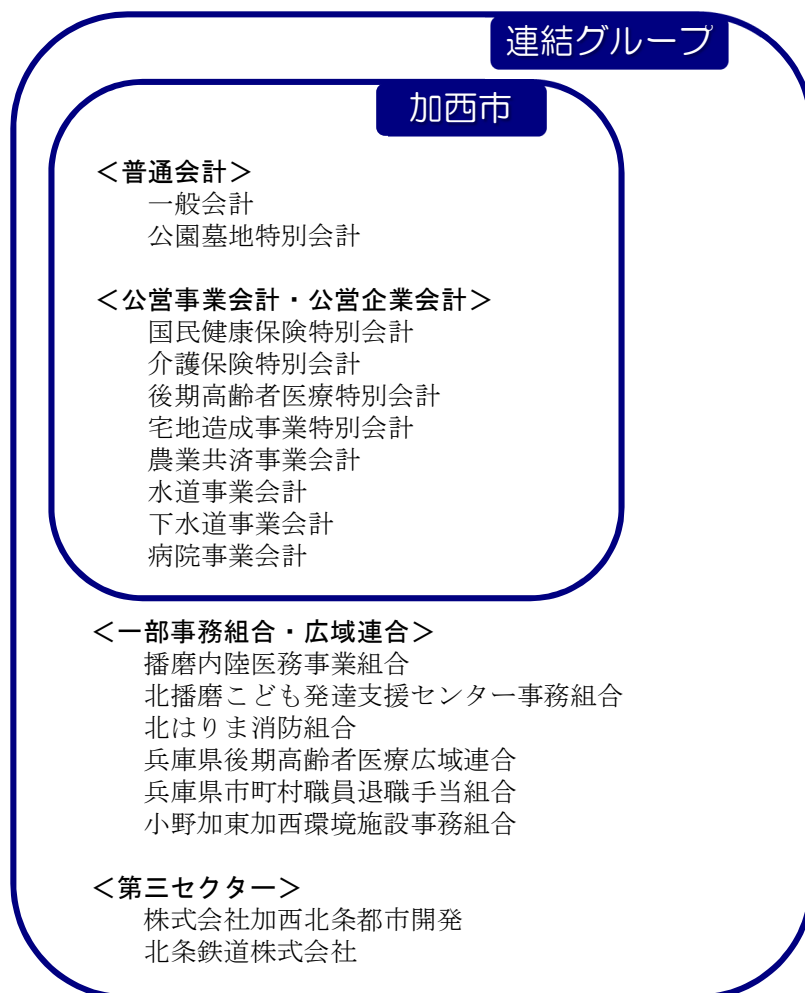 連結グループ
加西市
＜普通会計＞
一般会計
公園墓地特別会計
＜公営事業会計・公営企業会計＞
国民健康保険特別会計
介護保険特別会計
後期高齢者医療特別会計
宅地造成事業特別会計
農業共済事業会計
水道事業会計
下水道事業会計
病院事業会計
＜一部事務組合・広域連合＞
播磨内陸医務事業組合
北播磨こども発達支援センター事務組合
北はりま消防組合
兵庫県後期高齢者医療広域連合
兵庫県市町村職員退職手当組合
小野加東加西環境施設事務組合
＜第三セクター＞
株式会社加西北条都市開発
北条鉄道株式会社